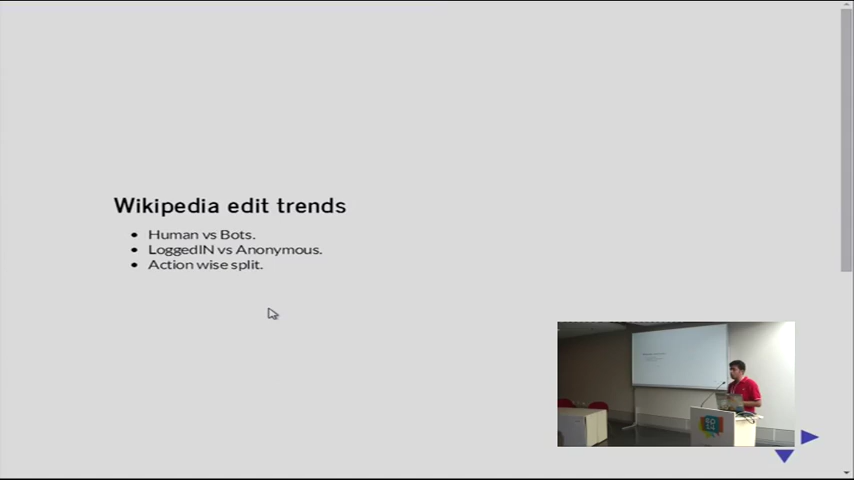 Wikipedia edit trends
Human vs Bots.
LoggedIN vs Anonymous.
Action wise split.